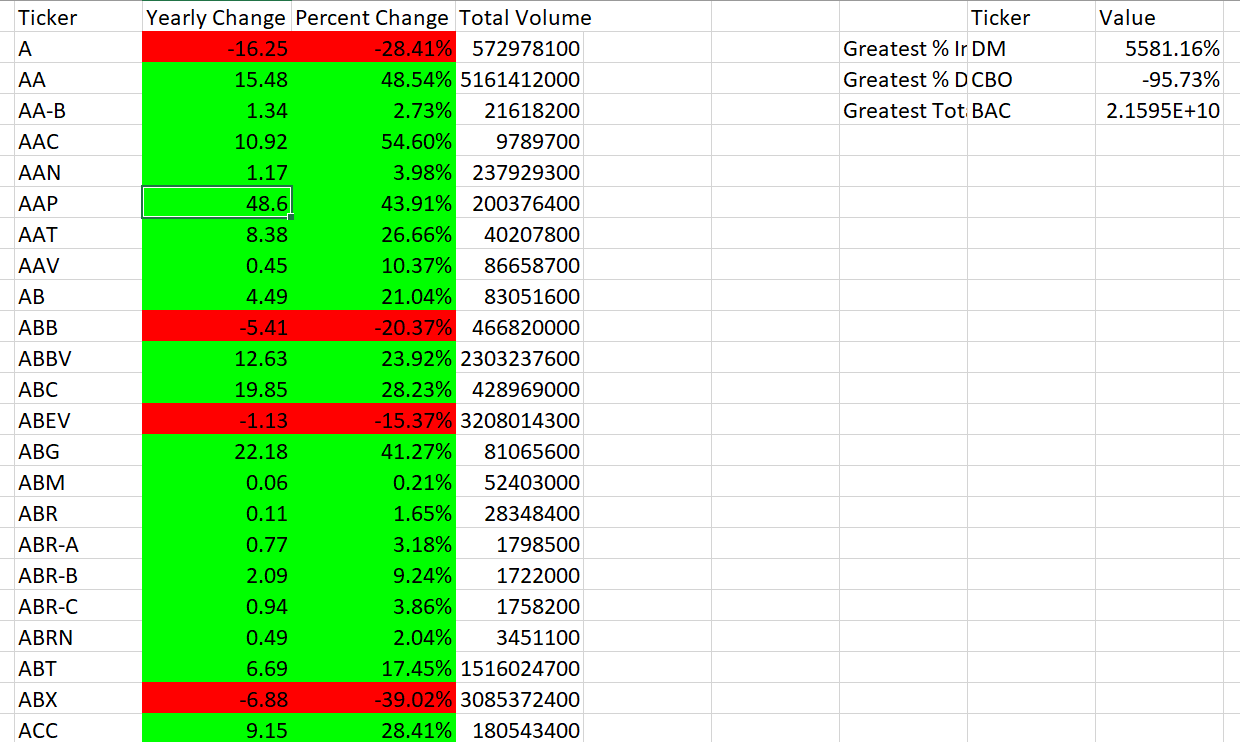 Ticker Yearly Change Percent Change Total Volume Ticker Value
A -16.25 -28.41% 572978100 Greatest % In DM 5581.16%
AA 15.48 48.54% 5161412000 Greatest % D CBO -95.73%
AA-B 1.34 2.73% 21618200 Greatest Tot BAC 2.1595E+10
AAC 10.92 54.60% 9789700
AAN 1.17 3.98% 237929300
AAP 48.6 43.91% 200376400
AAT 8.38 26.66% 40207800
AAV 0.45 10.37% 86658700
AB 4.49 21.04% 83051600
ABB -5.41 -20.37% 466820000
ABBV 12.63 23.92% 2303237600
ABC 19.85 28.23% 428969000
ABEV -1.13 -15.37% 3208014300
ABG 22.18 41.27% 81065600
ABM 0.06 0.21% 52403000
ABR 0.11 1.65% 28348400
ABR-A 0.77 3.18% 1798500
ABR-B 2.09 9.24% 1722000
ABR-C 0.94 3.86% 1758200
ABRN 0.49 2.04% 3451100
ABT 6.69 17.45% 1516024700
ABX -6.88 -39.02% 3085372400
ACC 9.15 28.41% 180543400